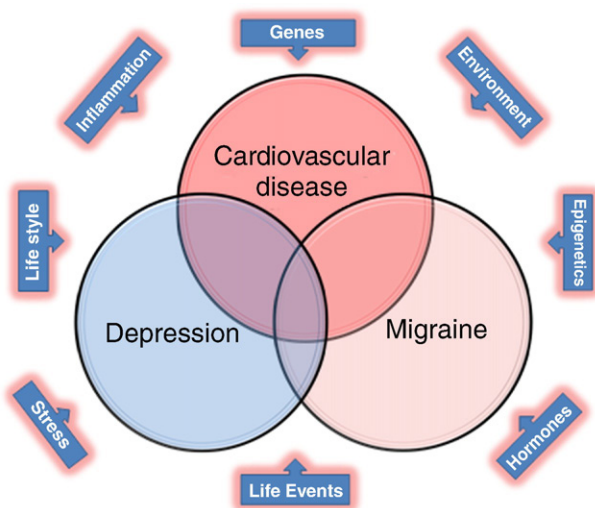 Genes
Inflammation
Environment
Cardiovascular
disease
Life style
Epigenetics
Depression
Migraine
Stress
Hormones
Life Events